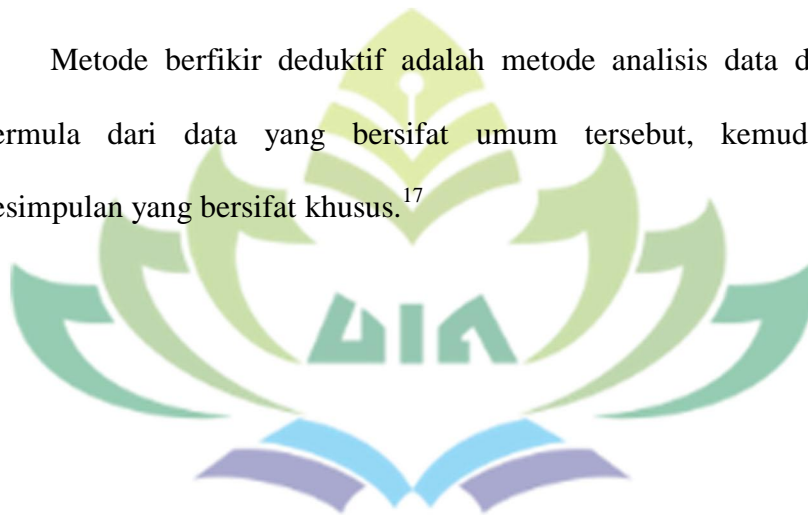 Metode berfikir deduktif adalah metode analisis data d
ermula dari data yang bersifat umum tersebut, kemud
esimpulan yang bersifat khusus.17
UIN